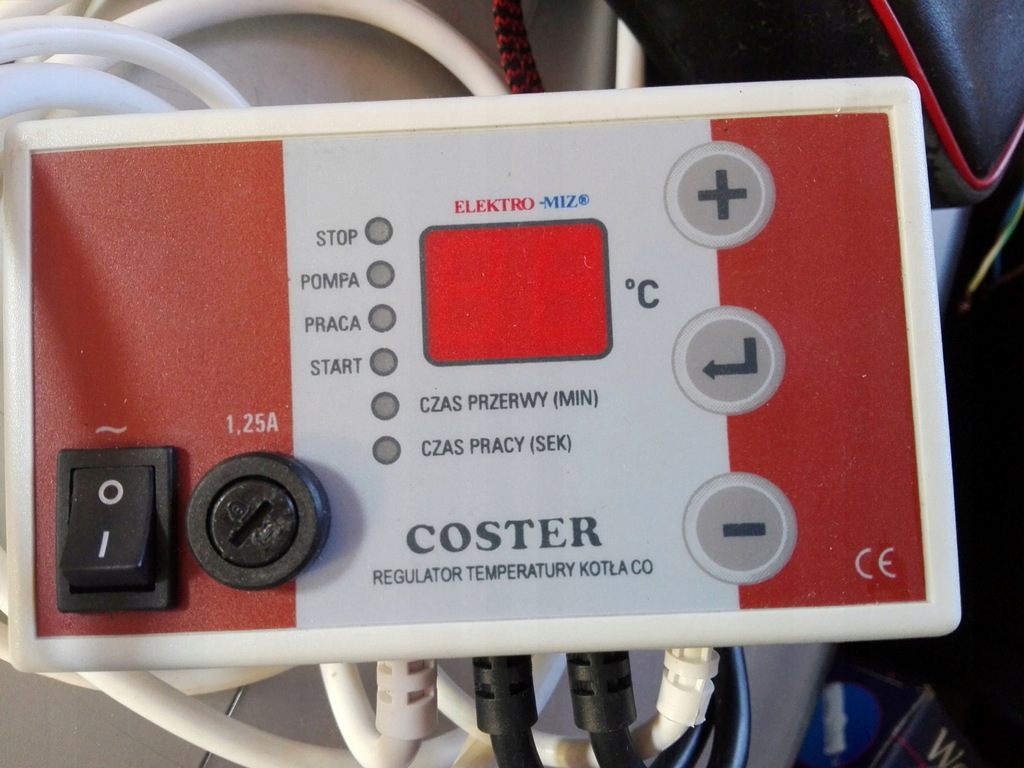 ELEKTRO -MIZ®
STOP
POMPA
°C
PRACA
START
CZAS PRZERWY (MIN)
1,25A
CZAS PRACY (SEK)
O
I
COSTER
REGULATOR TEMPERATURY KOTŁA CO
CE